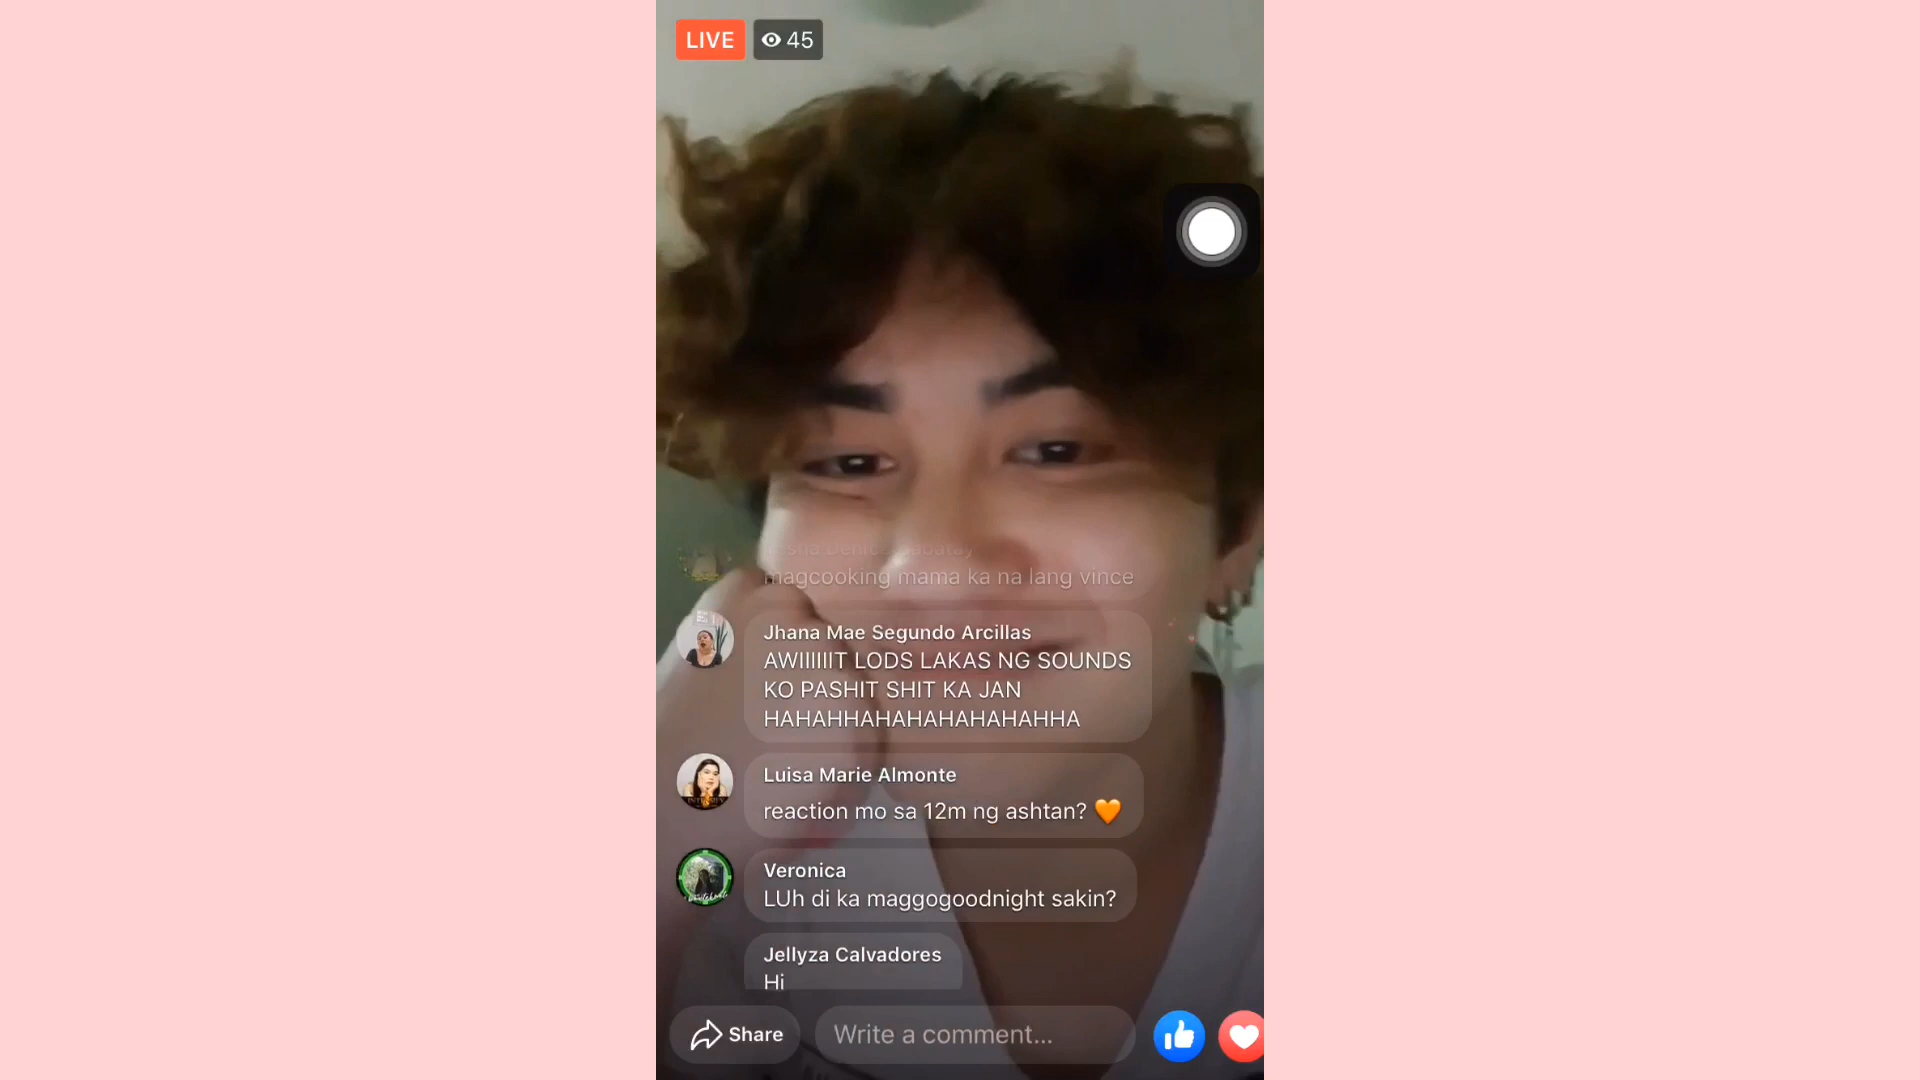 LIVE 45
magcooking mama ka na lang vince
Jhana Mae Segundo Arcillas
AWIIIIIIT LODS LAKAS NG SOUNDS
KO PASHIT SHIT KA JAN
HAHAHHAHAHAHAHAHAHHA
Luisa Marie Almonte
reaction mo sa 12m ng ashtan? 🧡
Veronica
LUh di ka maggogoodnight sakin?
Jellyza Calvadores
Hi
Share
Write a comment...